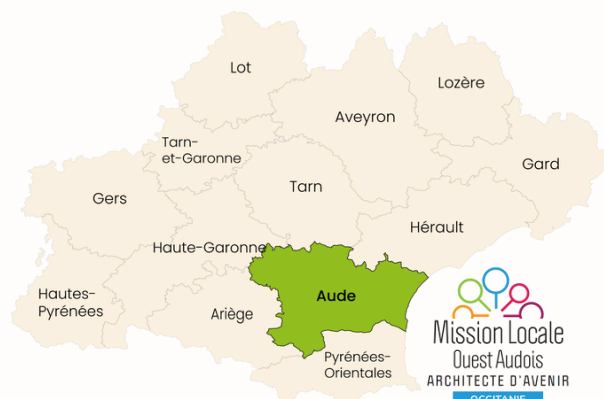 Lot
Lozère
Aveyron
Tarn-
et-Garonne
Gard
Tarn
Gers
Hérault
Haute-Garonne
Aude
Hautes-
Pyrénées
Ariège
Pyrénées-
Orientales
Mission Locale
Ouest Audois
ARCHITECTE D'AVENIR
OCCITANIE